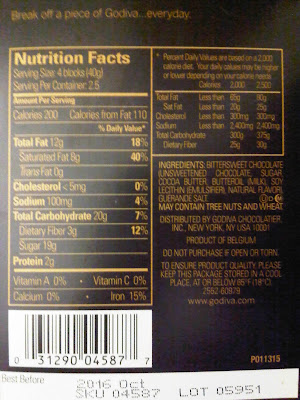 Break off a piece of Godiva...everyday.
Nutrition Facts
Serving Size: 4 blocks (40g)
Serving Per Container: 2.5
Amount Per Serving
Calories 200 Calories from Fat 110
% Daily Value*
Total Fat 12g 18%
Saturated Fat 8g 40%
Trans Fat 0g
Cholesterol <5mg 0%
Sodium 100mg 4%
Total Carbohydrate 20g 7%
Dietary Fiber 3g 12%
Sugar 19g
Protein 2g
Vitamin A 0% • Vitamin C 0%
Calcium 0% • Iron 15%
* Percent Daily Values are based on a 2,000
calorie diet. Your daily values may be higher
or lower depending on your calorie needs
Calories 2,000 2,500
Total Fat Less than 65g 80g
Sat Fat Less than 20g 25g
Cholesterol Less than 300mg 300mg
Sodium Less than 2,400mg 2,400mg
Total Carbohydrate 300g 375g
Dietary Fiber 25g 30g
INGREDIENTS: BITTERSWEET CHOCOLATE
(UNSWEETENED CHOCOLATE, SUGAR,
COCOA BUTTER, BUTTEROIL (MILK), SOY
LECITHIN (EMULSIFIER), NATURAL FLAVOR),
GUERANDE SALT.
MAY CONTAIN TREE NUTS AND WHEAT.
DISTRIBUTED BY GODIVA CHOCOLATIER,
INC., NEW YORK, NY USA 10001
PRODUCT OF BELGIUM
DO NOT PURCHASE IF OPEN OR TORN.
TO ENSURE PRODUCT QUALITY, PLEASE
KEEP THIS PACKAGE STORED IN A COOL
PLACE, AT OR BELOW 65°F (18°C).
2552-60979
www.godiva.com
0 31290 04587 7
P011315
Best Before
2016 Oct
SKU 04587 LOT 05951